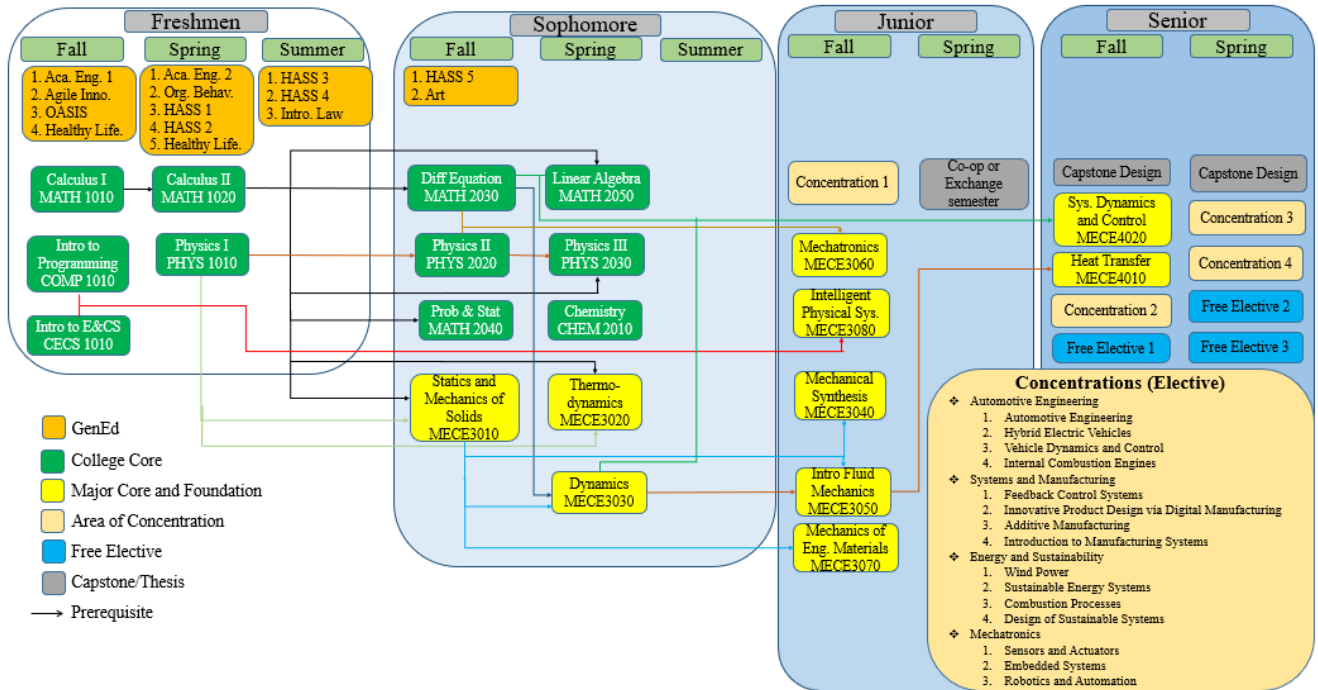 Freshmen
Fall
Spring
Summer
1. Aca. Eng. 1
2. Agile Inno.
3. OASIS
4. Healthy Life.
1. Aca. Eng. 2
2. Org. Behav.
3. HASS 1
4. HASS 2
5. Healthy Life.
1. HASS 3
2. HASS 4
3. Intro. Law
Calculus I
MATH 1010
Calculus II
MATH 1020
Intro to
Programming
COMP 1010
Physics I
PHYS 1010
Intro to E&CS
CECS 1010
Sophomore
Fall
Spring
Summer
1. HASS 5
2. Art
Diff Equation
MATH 2030
Linear Algebra
MATH 2050
Physics II
PHYS 2020
Physics III
PHYS 2030
Prob & Stat
MATH 2040
Chemistry
CHEM 2010
Statics and
Mechanics of
Solids
MECE3010
Thermo-
dynamics
MECE3020
Dynamics
MECE3030
Junior
Fall
Spring
Concentration 1
Co-op or
Exchange
semester
Mechatronics
MECE3060
Intelligent
Physical Sys.
MECE3080
Mechanical
Synthesis
MECE3040
Intro Fluid
Mechanics
MECE3050
Mechanics of
Eng. Materials
MECE3070
Senior
Fall
Spring
Capstone Design
Capstone Design
Sys. Dynamics
and Control
MECE4020
Concentration 3
Heat Transfer
MECE4010
Concentration 4
Concentration 2
Free Elective 2
Free Elective 1
Free Elective 3
GenEd
College Core
Major Core and Foundation
Area of Concentration
Free Elective
Capstone/Thesis
Prerequisite
Concentrations (Elective)
❖ Automotive Engineering
1. Automotive Engineering
2. Hybrid Electric Vehicles
3. Vehicle Dynamics and Control
4. Internal Combustion Engines
❖ Systems and Manufacturing
1. Feedback Control Systems
2. Innovative Product Design via Digital Manufacturing
3. Additive Manufacturing
4. Introduction to Manufacturing Systems
❖ Energy and Sustainability
1. Wind Power
2. Sustainable Energy Systems
3. Combustion Processes
4. Design of Sustainable Systems
❖ Mechatronics
1. Sensors and Actuators
2. Embedded Systems
3. Robotics and Automation